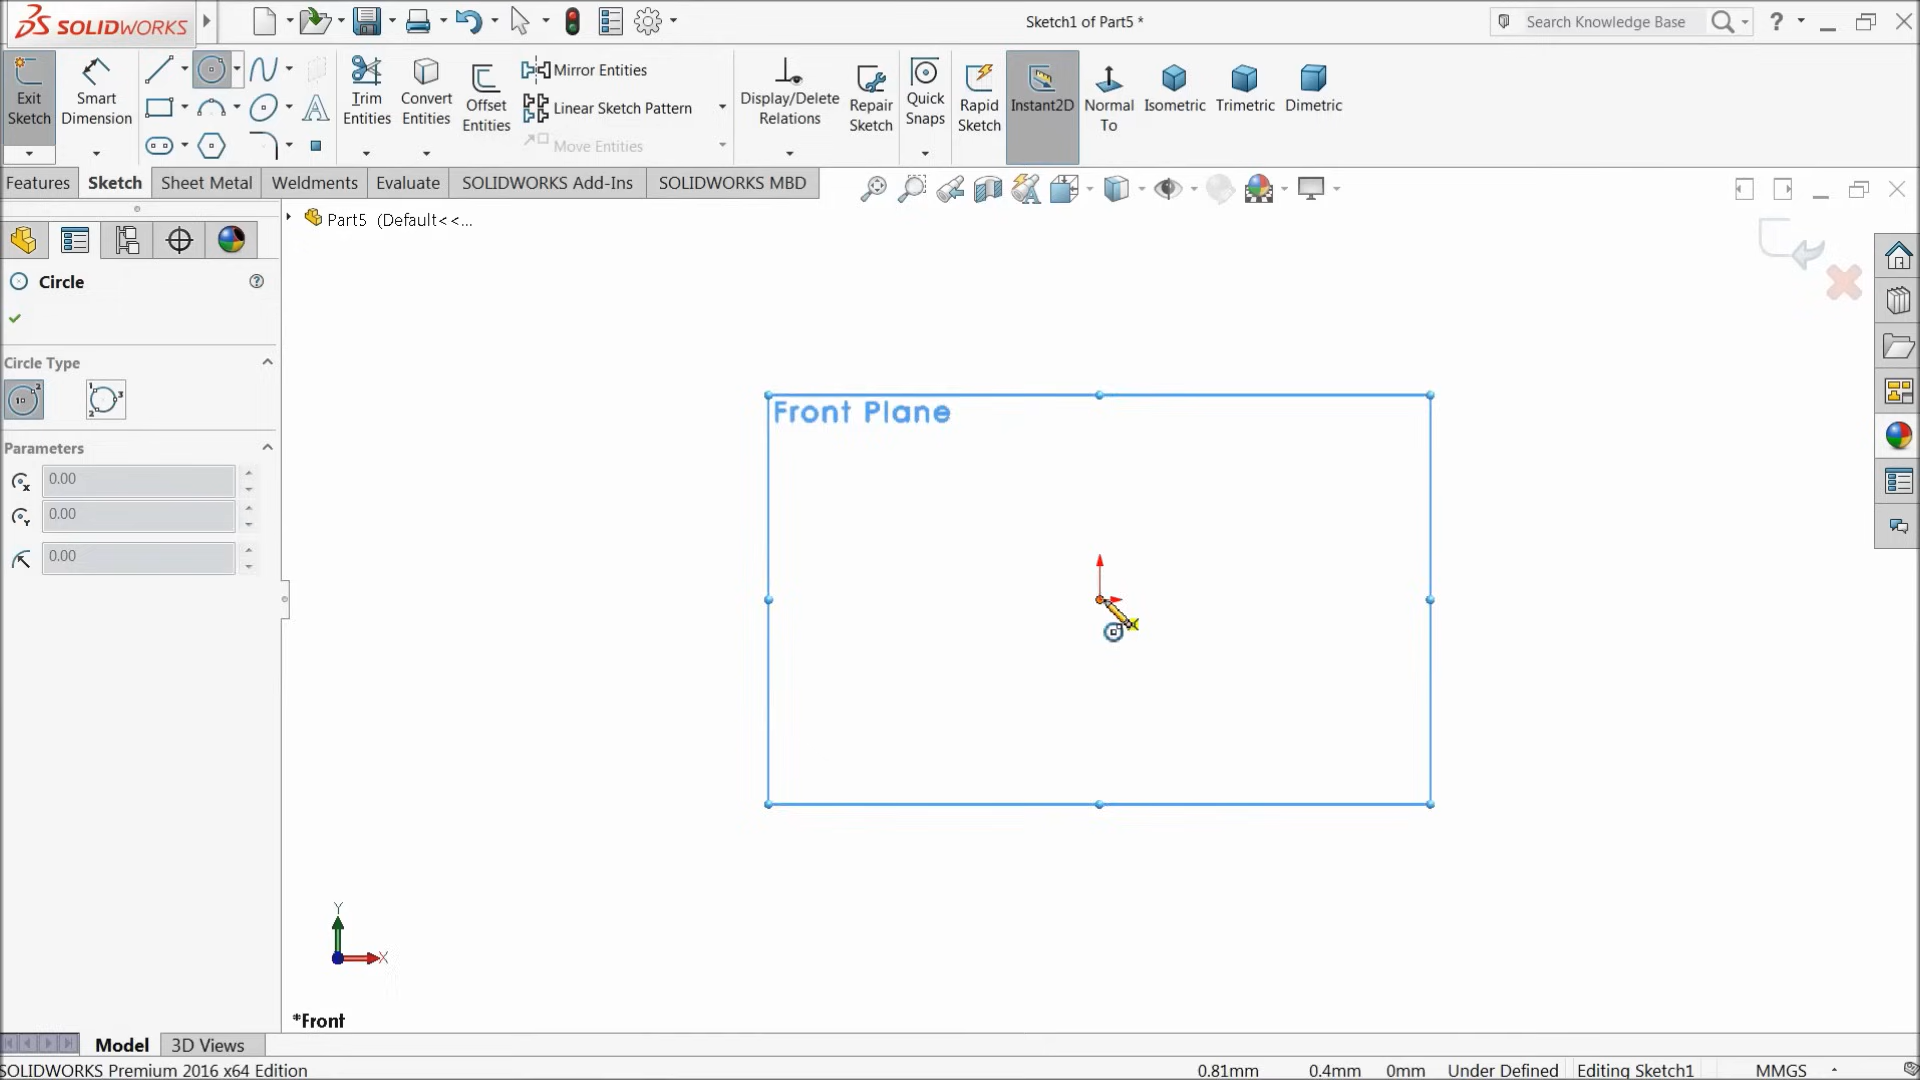 SOLIDWORKS
Sketch1 of Part5 *
Search Knowledge Base
?
Exit Sketch
Smart Dimension
Trim Entities
Convert Entities
Offset Entities
Mirror Entities
Linear Sketch Pattern
Move Entities
Display/Delete Relations
Repair Sketch
Quick Snaps
Rapid Sketch
Instant2D
Normal To
Isometric
Trimetric
Dimetric
Features
Sketch
Sheet Metal
Weldments
Evaluate
SOLIDWORKS Add-Ins
SOLIDWORKS MBD
Part5 (Default<<...
Circle
Circle Type
Parameters
0.00
0.00
0.00
Front Plane
Y
X
*Front
Model
3D Views
SOLIDWORKS Premium 2016 x64 Edition
0.81mm
0.4mm
0mm
Under Defined
Editing Sketch1
MMGS